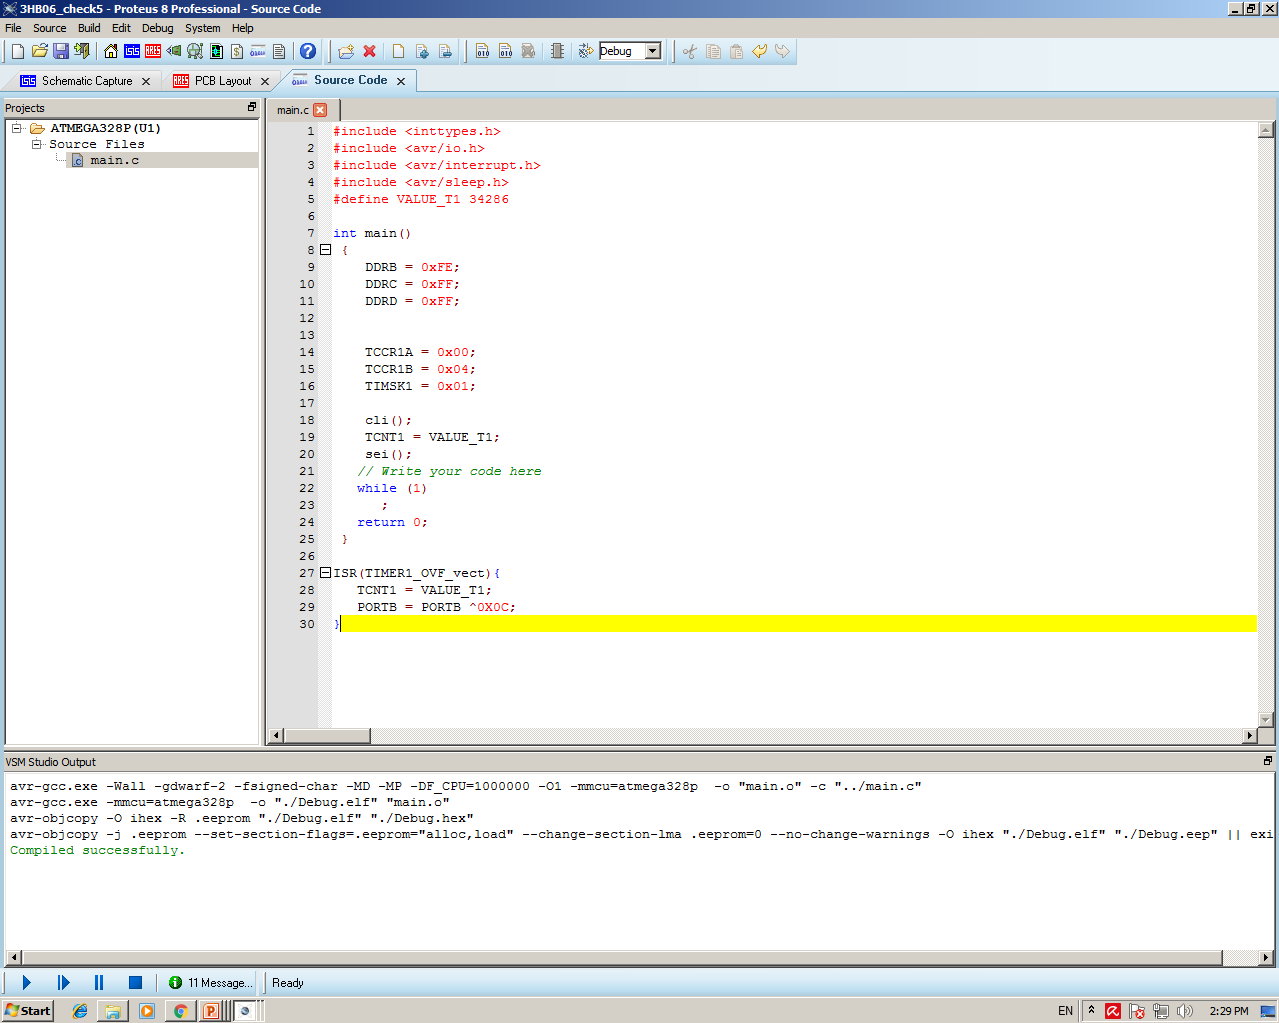 3HB06_check5 - Proteus 8 Professional - Source Code
File Source Build Edit Debug System Help
Debug
Schematic Capture PCB Layout Source Code
Projects
main.c
ATMEGA328P(U1)
Source Files
main.c
1 #include <inttypes.h>
2 #include <avr/io.h>
3 #include <avr/interrupt.h>
4 #include <avr/sleep.h>
5 #define VALUE_T1 34286
6
7 int main()
8 {
9 DDRB = 0xFE;
10 DDRC = 0xFF;
11 DDRD = 0xFF;
12
13
14 TCCR1A = 0x00;
15 TCCR1B = 0x04;
16 TIMSK1 = 0x01;
17
18 cli();
19 TCNT1 = VALUE_T1;
20 sei();
21 // Write your code here
22 while (1)
23 ;
24 return 0;
25 }
26
27 ISR(TIMER1_OVF_vect){
28 TCNT1 = VALUE_T1;
29 PORTB = PORTB ^0X0C;
30 }
VSM Studio Output
avr-gcc.exe -Wall -gdwarf-2 -fsigned-char -MD -MP -DF_CPU=1000000 -O1 -mmcu=atmega328p -o "main.o" -c "../main.c"
avr-gcc.exe -mmcu=atmega328p -o "./Debug.elf" "main.o"
avr-objcopy -O ihex -R .eeprom "./Debug.elf" "./Debug.hex"
avr-objcopy -j .eeprom --set-section-flags=.eeprom="alloc,load" --change-section-lma .eeprom=0 --no-change-warnings -O ihex "./Debug.elf" "./Debug.eep" || exi
Compiled successfully.
11 Message... Ready
Start EN 2:29 PM